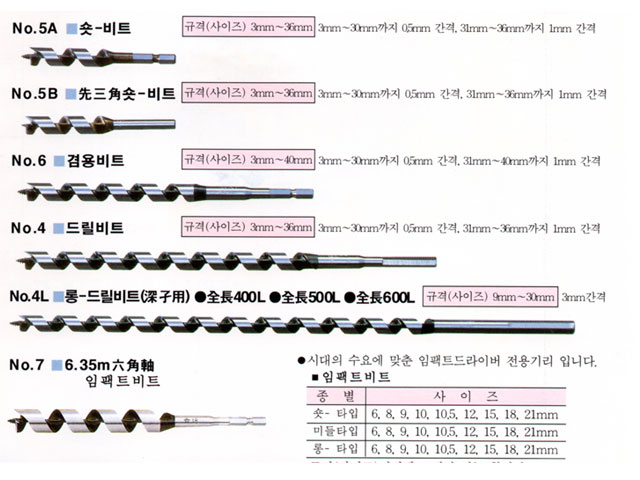 No.5A ■숏-비트 규격(사이즈) 3mm~36mm 3mm~30mm까지 0.5mm 간격, 31mm~36mm까지 1mm 간격
No.5B ■先三角숏-비트 규격(사이즈) 3mm~36mm 3mm~30mm까지 0.5mm 간격, 31mm~36mm까지 1mm 간격
No.6 ■겸용비트 규격(사이즈) 3mm~40mm 3mm~30mm까지 0.5mm 간격, 31mm~40mm까지 1mm 간격
No.4 ■드릴비트 규격(사이즈) 3mm~36mm 3mm~30mm까지 0.5mm 간격, 31mm~36mm까지 1mm 간격
No.4L ■롱-드릴비트(深子用) ●全長400L ●全長500L ●全長600L 규격(사이즈) 9mm~30mm 3mm간격
No.7 ■6.35m六角軸
임팩트비트
●시대의 수요에 맞춘 임팩트드라이버 전용기리 입니다.
■임팩트비트
종 별 사 이 즈
숏- 타입 6, 8, 9, 10, 10,5, 12, 15, 18, 21mm
미들타입 6, 8, 9, 10, 10,5, 12, 15, 18, 21mm
롱- 타입 6, 8, 9, 10, 10,5, 12, 15, 18, 21mm